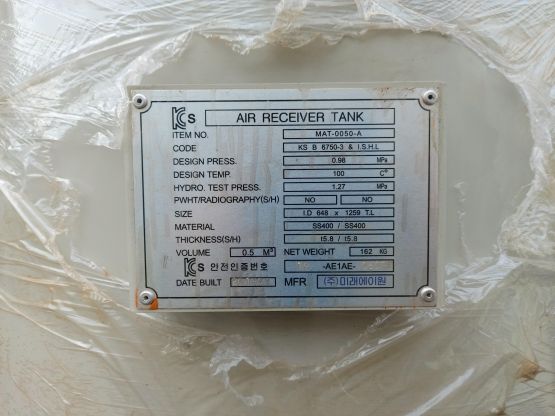 KCs AIR RECEIVER TANK
ITEM NO. MAT-0050-A
CODE KS B 6750-3 & I.S.H.L
DESIGN PRESS. 0.98 MPa
DESIGN TEMP. 100 C°
HYDRO. TEST PRESS. 1.27 MPa
PWHT/RADIOGRAPHY(S/H) NO NO
SIZE I.D 648 x 1259 T.L
MATERIAL SS400 / SS400
THICKNESS(S/H) t5.8 / t5.8
VOLUME 0.5 M³ NET WEIGHT 162 KG
KCs 안전인증번호 -AE1AE-
DATE BUILT MFR (주)미래에이원